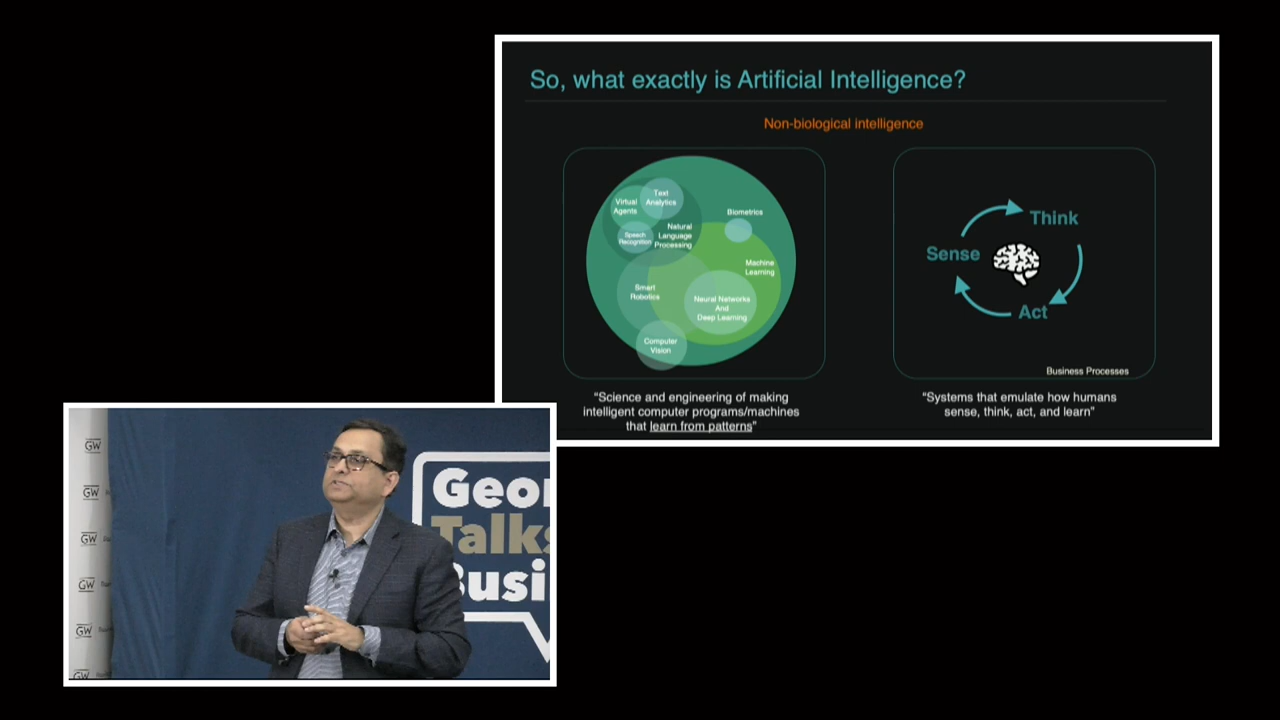 So, what exactly is Artificial Intelligence?
Non-biological intelligence
Virtual
Agents
Text
Analytics
Speech
Recognition
Natural
Language
Processing
Biometrics
Machine
Learning
Smart
Robotics
Neural Networks
And
Deep Learning
Computer
Vision
"Science and engineering of making
intelligent computer programs/machines
that learn from patterns"
Think
Sense
Act
Business Processes
"Systems that emulate how humans
sense, think, act, and learn"
GW
GW
GW
GW
GW
GW
Geor
Talks
Busi